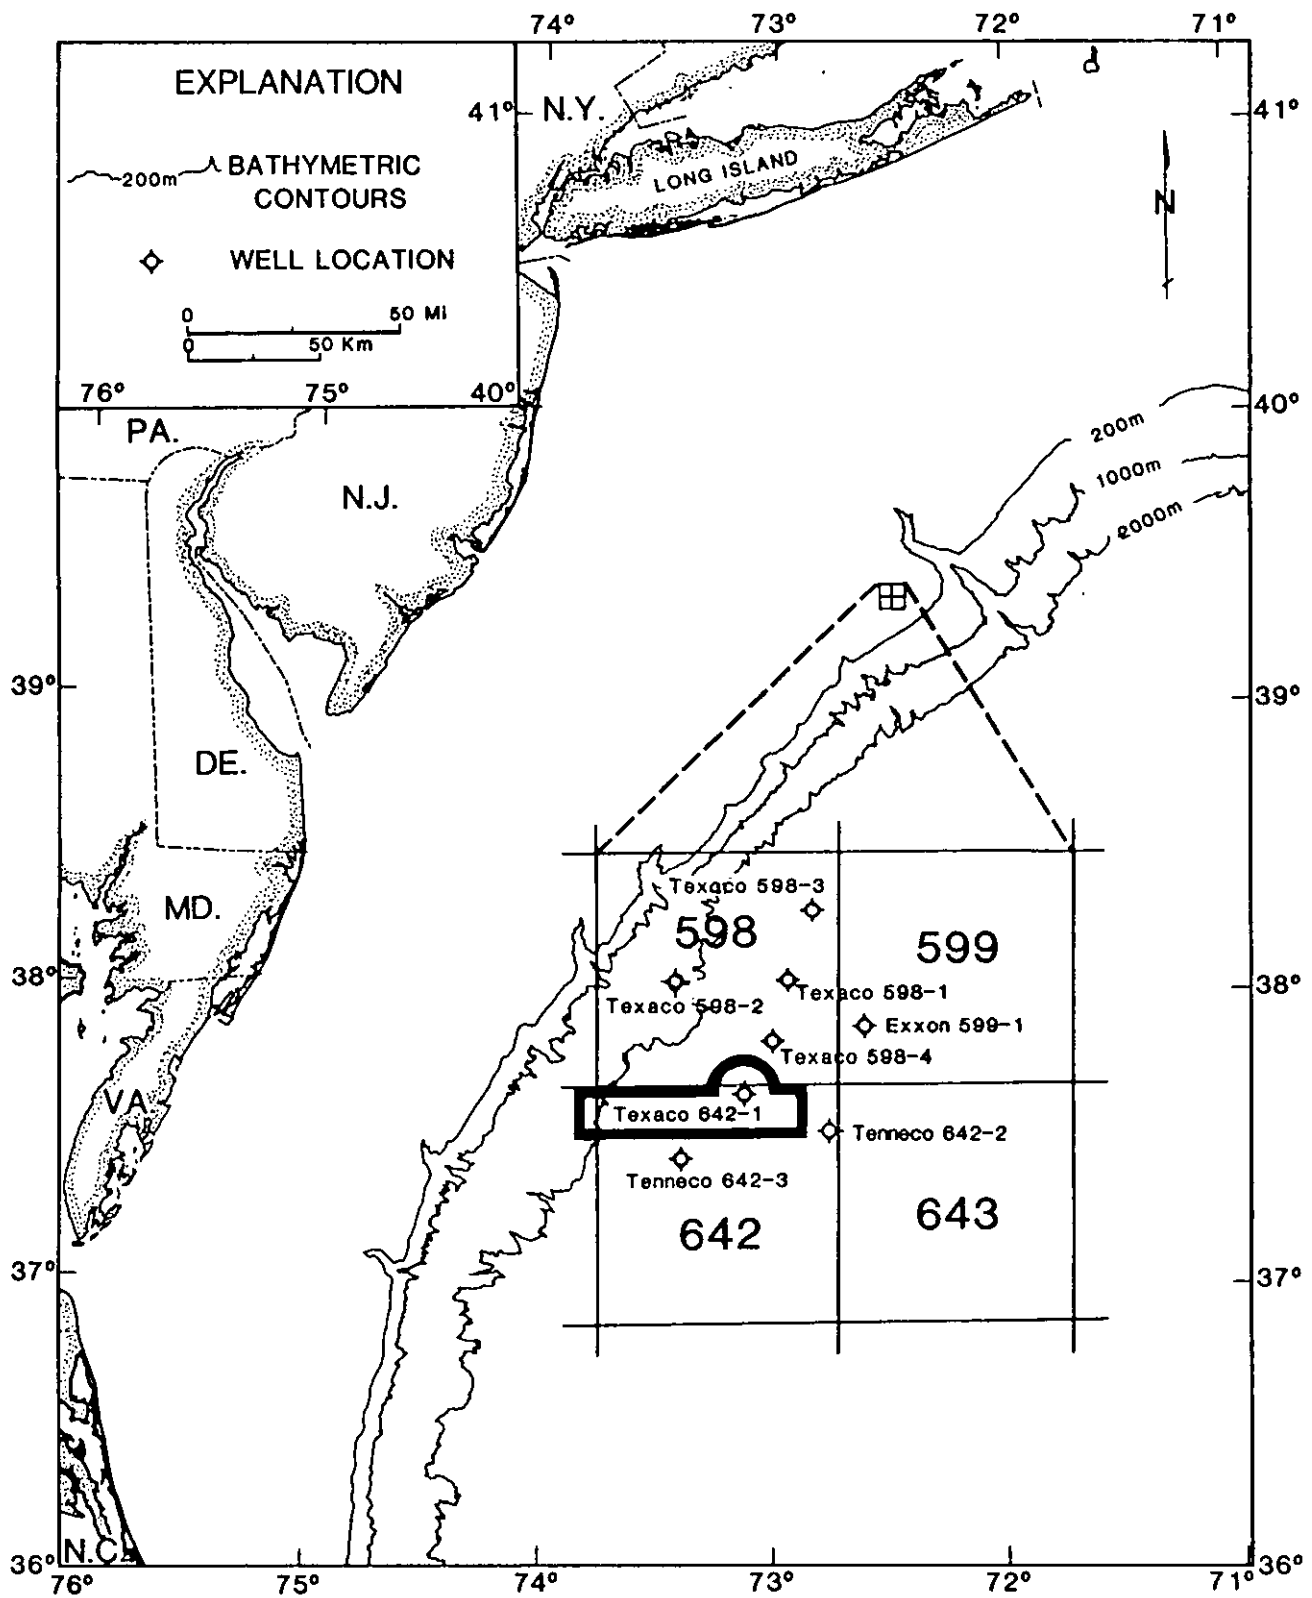 74° 73° 72° 71°
EXPLANATION
41° N.Y. 41°
200m BATHYMETRIC
CONTOURS
LONG ISLAND
N
WELL LOCATION
0 50 Mi
0 50 Km
76° 75° 40° 40°
PA.
200m
1000m
2000m
N.J.
39° 39°
DE.
Texaco 598-3
MD.
598
599
38° 38°
Texaco 598-1
Texaco 598-2
Exxon 599-1
Texaco 598-4
VA
Texaco 642-1
Tenneco 642-2
Tenneco 642-3
642
643
37° 37°
N.C.
36° 36°
76° 75° 74° 73° 72° 71°